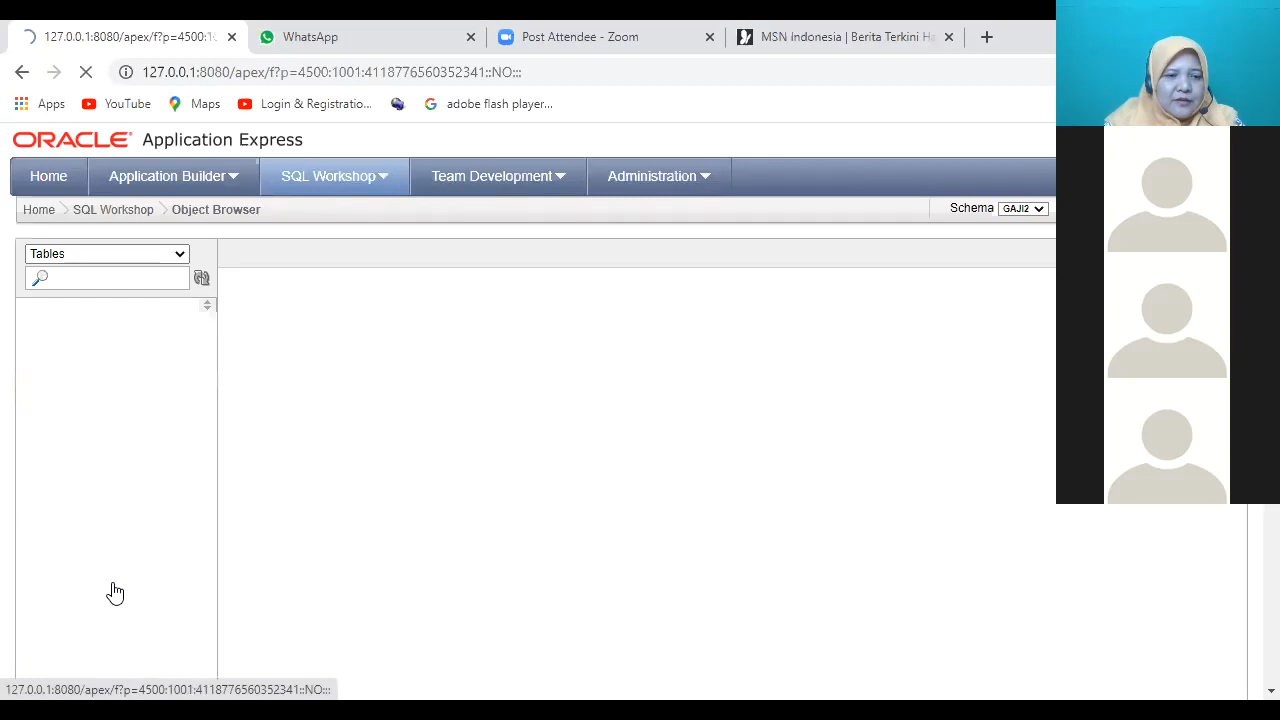 127.0.0.1:8080/apex/f?p=4500:10
WhatsApp
Post Attendee - Zoom
MSN Indonesia | Berita Terkini Ha
127.0.0.1:8080/apex/f?p=4500:1001:4118776560352341::NO:::
Apps
YouTube
Maps
Login & Registratio...
adobe flash player...
ORACLE Application Express
Home
Application Builder
SQL Workshop
Team Development
Administration
Home
SQL Workshop
Object Browser
Schema
GAJI2
Tables
127.0.0.1:8080/apex/f?p=4500:1001:4118776560352341::NO:::